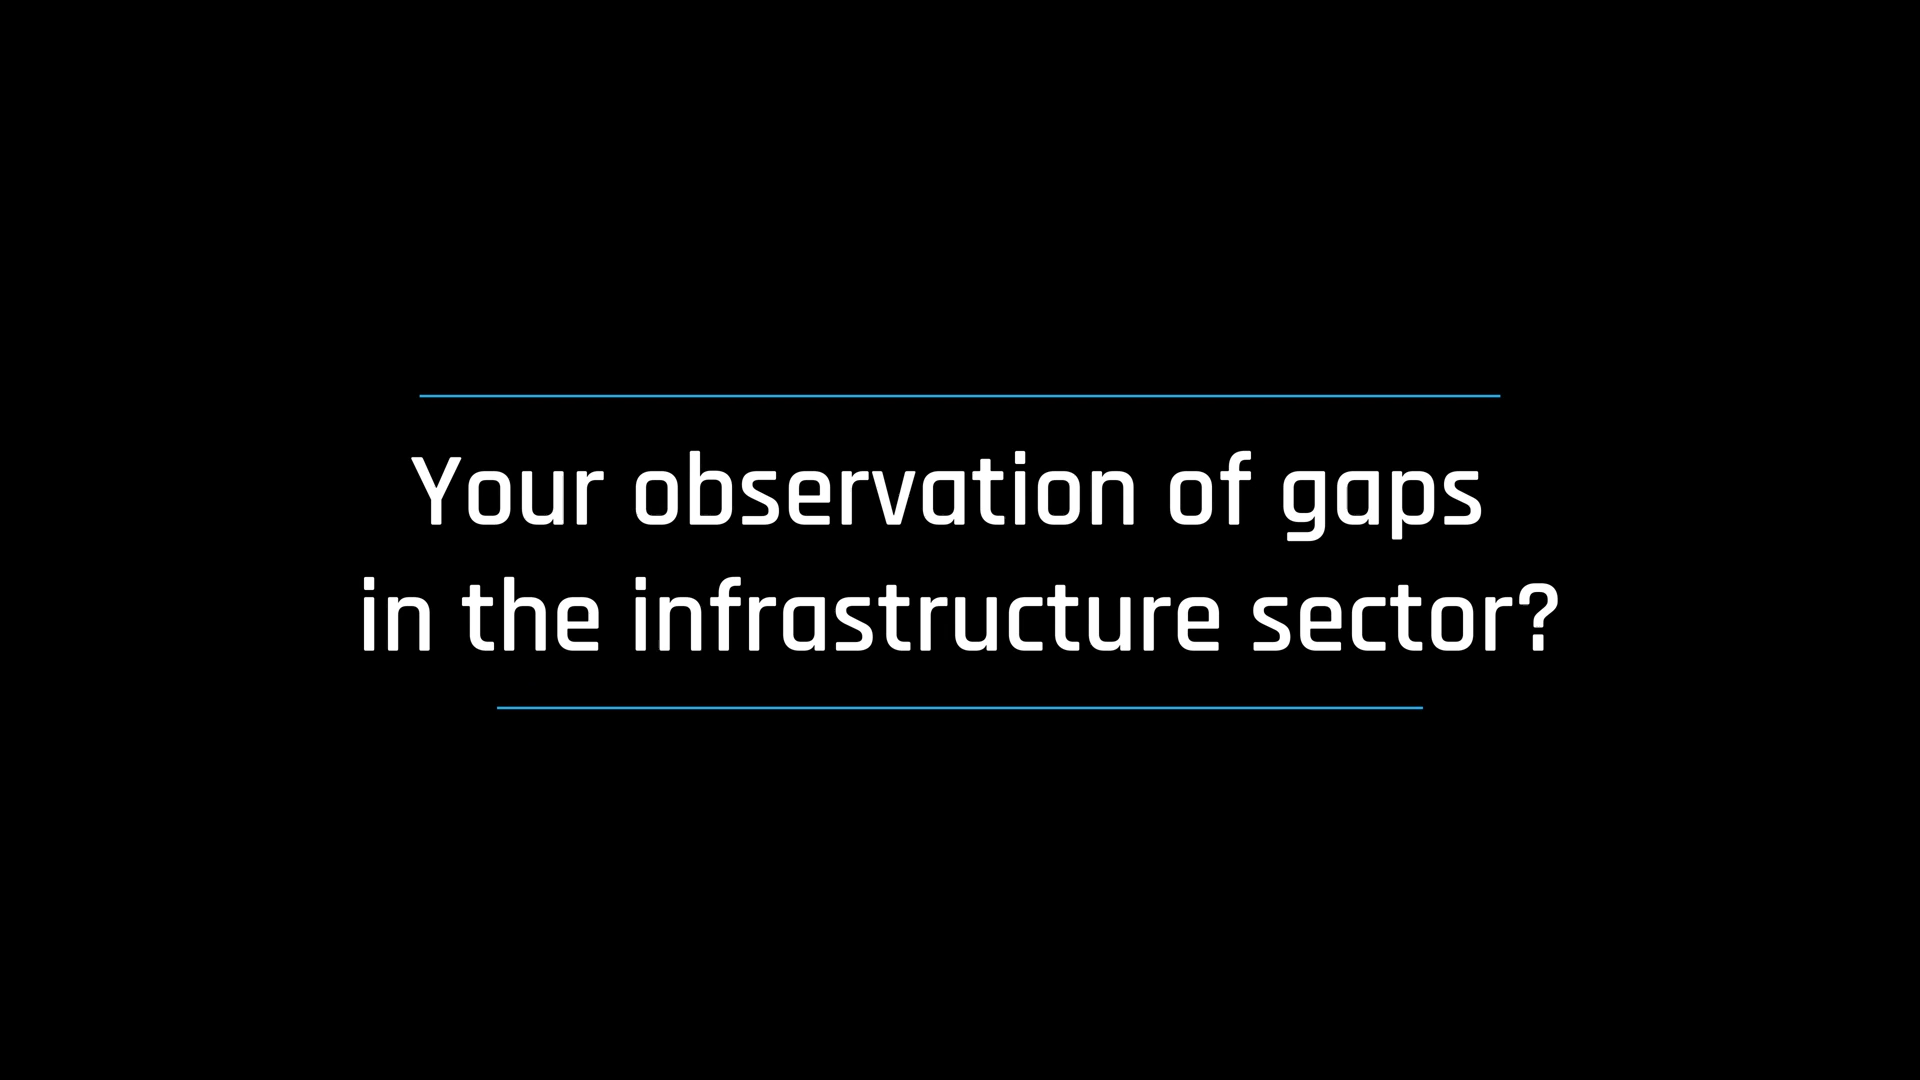 Your observation of gaps
in the infrastructure sector?